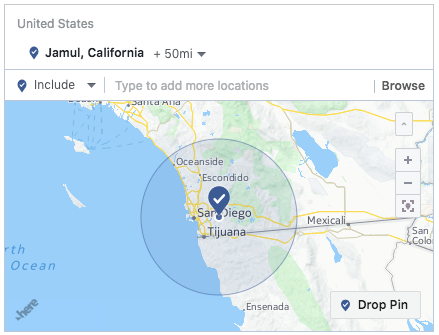 United States
Jamul, California + 50mi
Include Type to add more locations Browse
Santa Ana
Oceanside
Escondido
San Diego
Tijuana
Mexicali
San
Col
rth
Ocean
Ensenada
here
Drop Pin